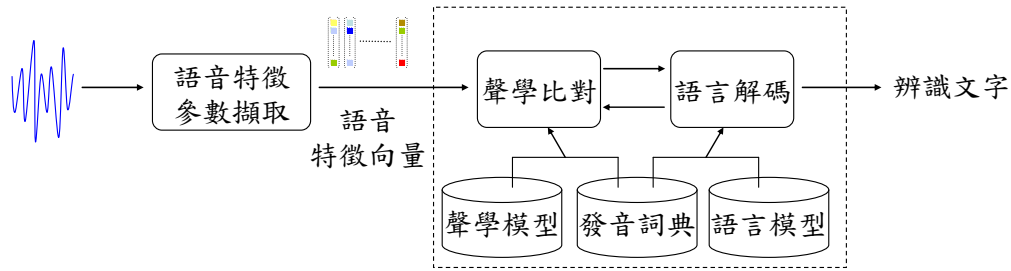 語音特徵
參數擷取
語音
特徵向量
聲學比對
語言解碼
辨識文字
聲學模型
發音詞典
語言模型